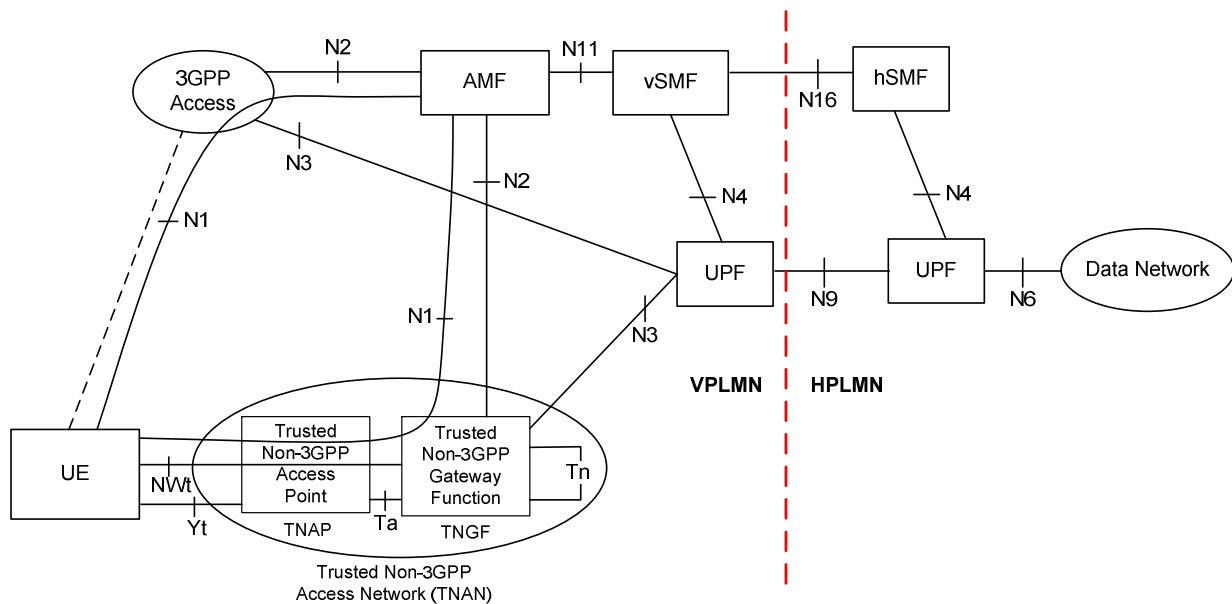 N2
N11
3GPP
Access
AMF
vSMF
hSMF
N16
N3
N2
N1
N4
N4
UPF
UPF
Data Network
N9
N6
N1
N3
VPLMN
HPLMN
UE
Trusted
Non-3GPP
Access
Point
Trusted
Non-3GPP
Gateway
Function
Tn
NWt
Yt
Ta
TNAP
TNGF
Trusted Non-3GPP
Access Network (TNAN)